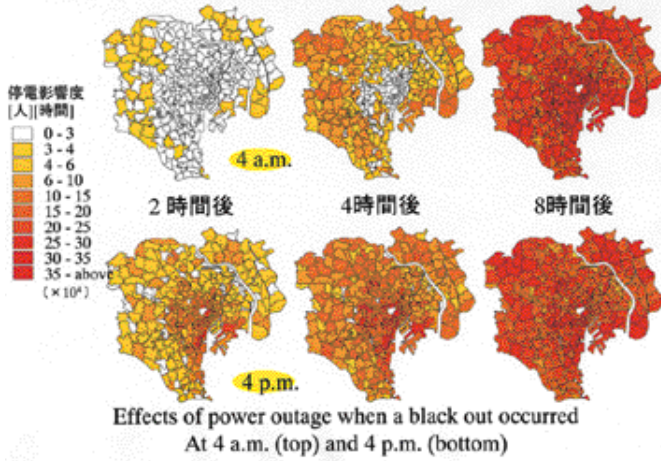 停電影響度
[人][時間]
0 - 3
3 - 4
4 - 6
6 - 10
10 - 15
15 - 20
20 - 25
25 - 30
30 - 35
35 - above
(×10⁴)
4 a.m.
2時間後
4時間後
8時間後
4 p.m.
Effects of power outage when a black out occurred
At 4 a.m. (top) and 4 p.m. (bottom)